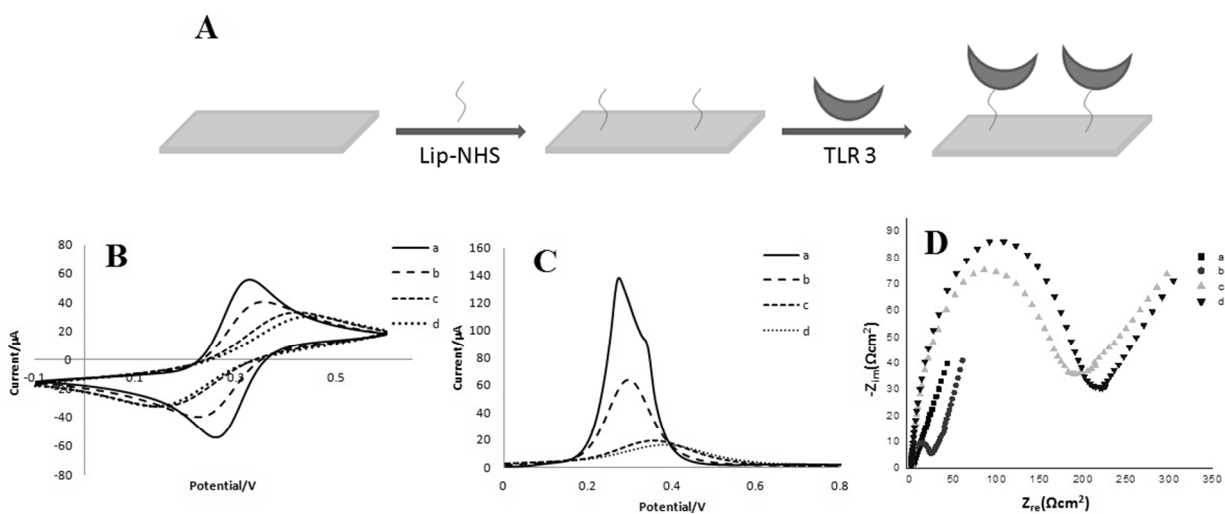 A
Lip-NHS
TLR 3
B
80
60
40
20
0
-20
-40
-60
-80
-0.1
0.1
0.3
0.5
Current/µA
Potential/V
a
b
c
d
C
160
140
120
100
80
60
40
20
0
0
0.2
0.4
0.6
0.8
Current/µA
Potential/V
a
b
c
d
D
90
80
70
60
50
40
30
20
10
0
0
50
100
150
200
250
300
350
-Zim(Ωcm2)
Zre(Ωcm2)
a
b
c
d